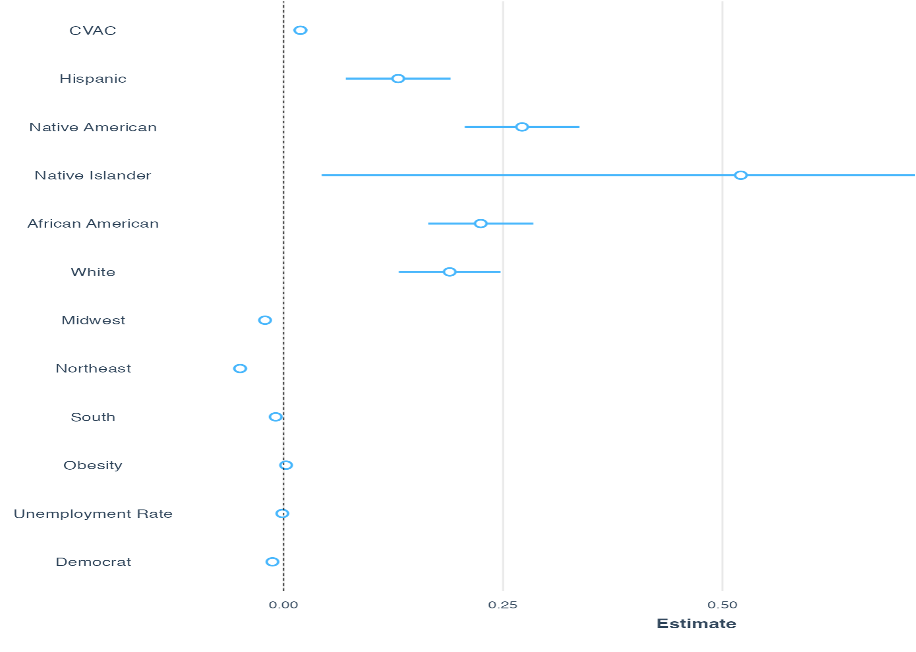 CVAC
Hispanic
Native American
Native Islander
African American
White
Midwest
Northeast
South
Obesity
Unemployment Rate
Democrat
0.00 0.25 0.50
Estimate